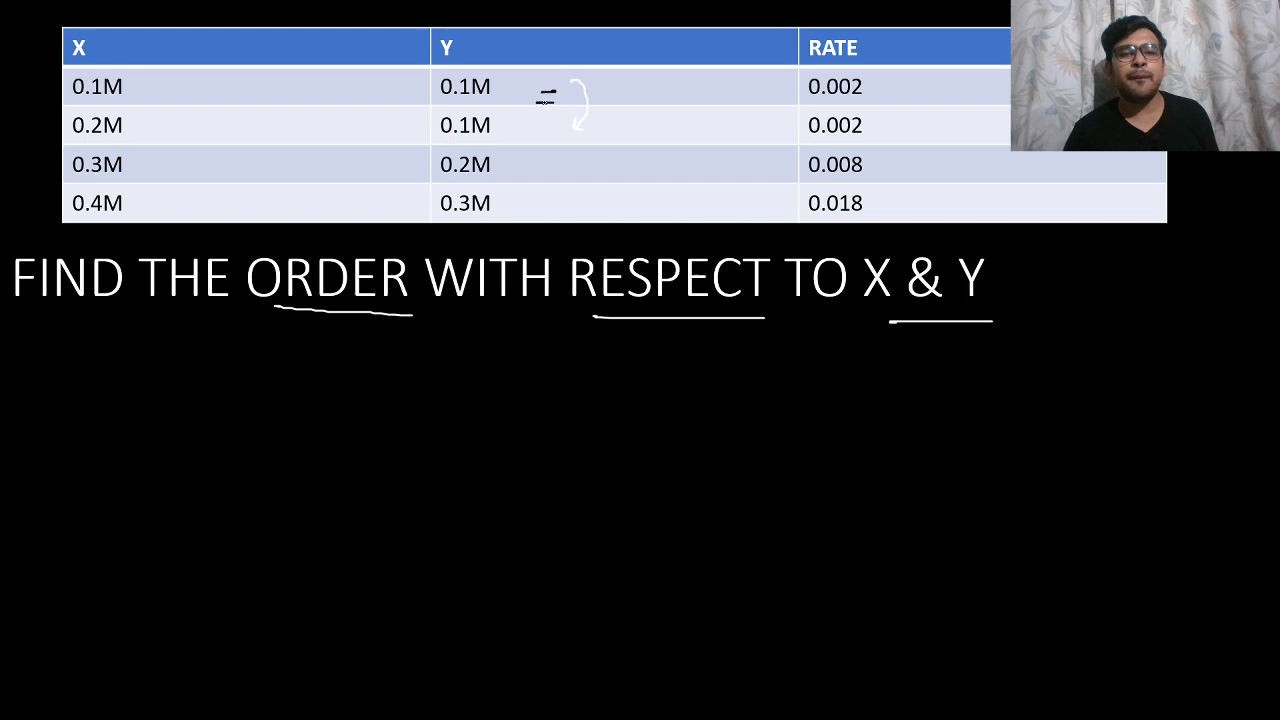 X Y RATE
0.1M 0.1M 0.002
0.2M 0.1M 0.002
0.3M 0.2M 0.008
0.4M 0.3M 0.018
FIND THE ORDER WITH RESPECT TO X & Y